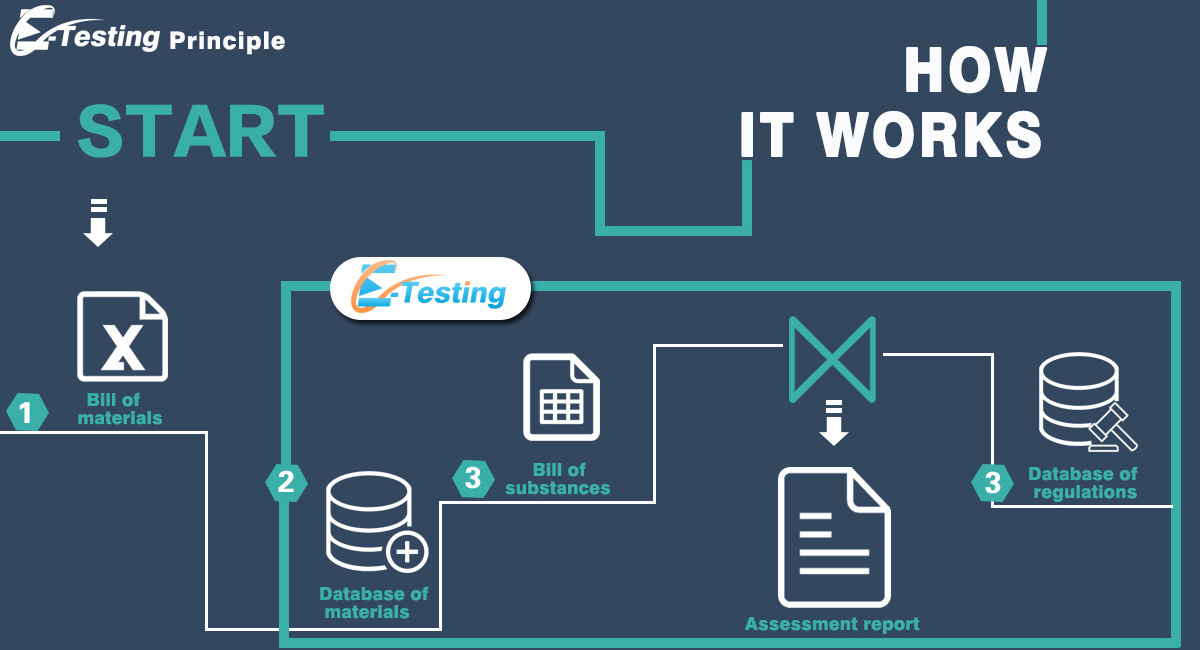 E-Testing Principle
HOW
IT WORKS
START
E-Testing
X
1
Bill of
materials
2
Database of
materials
3
Bill of
substances
Assessment report
3
Database of
regulations